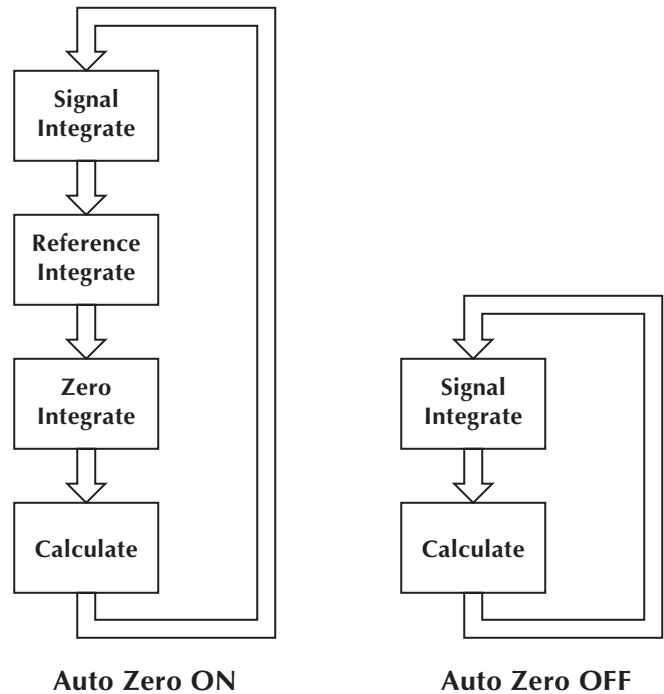 Signal
Integrate
Reference
Integrate
Zero
Integrate
Calculate
Auto Zero ON
Signal
Integrate
Calculate
Auto Zero OFF